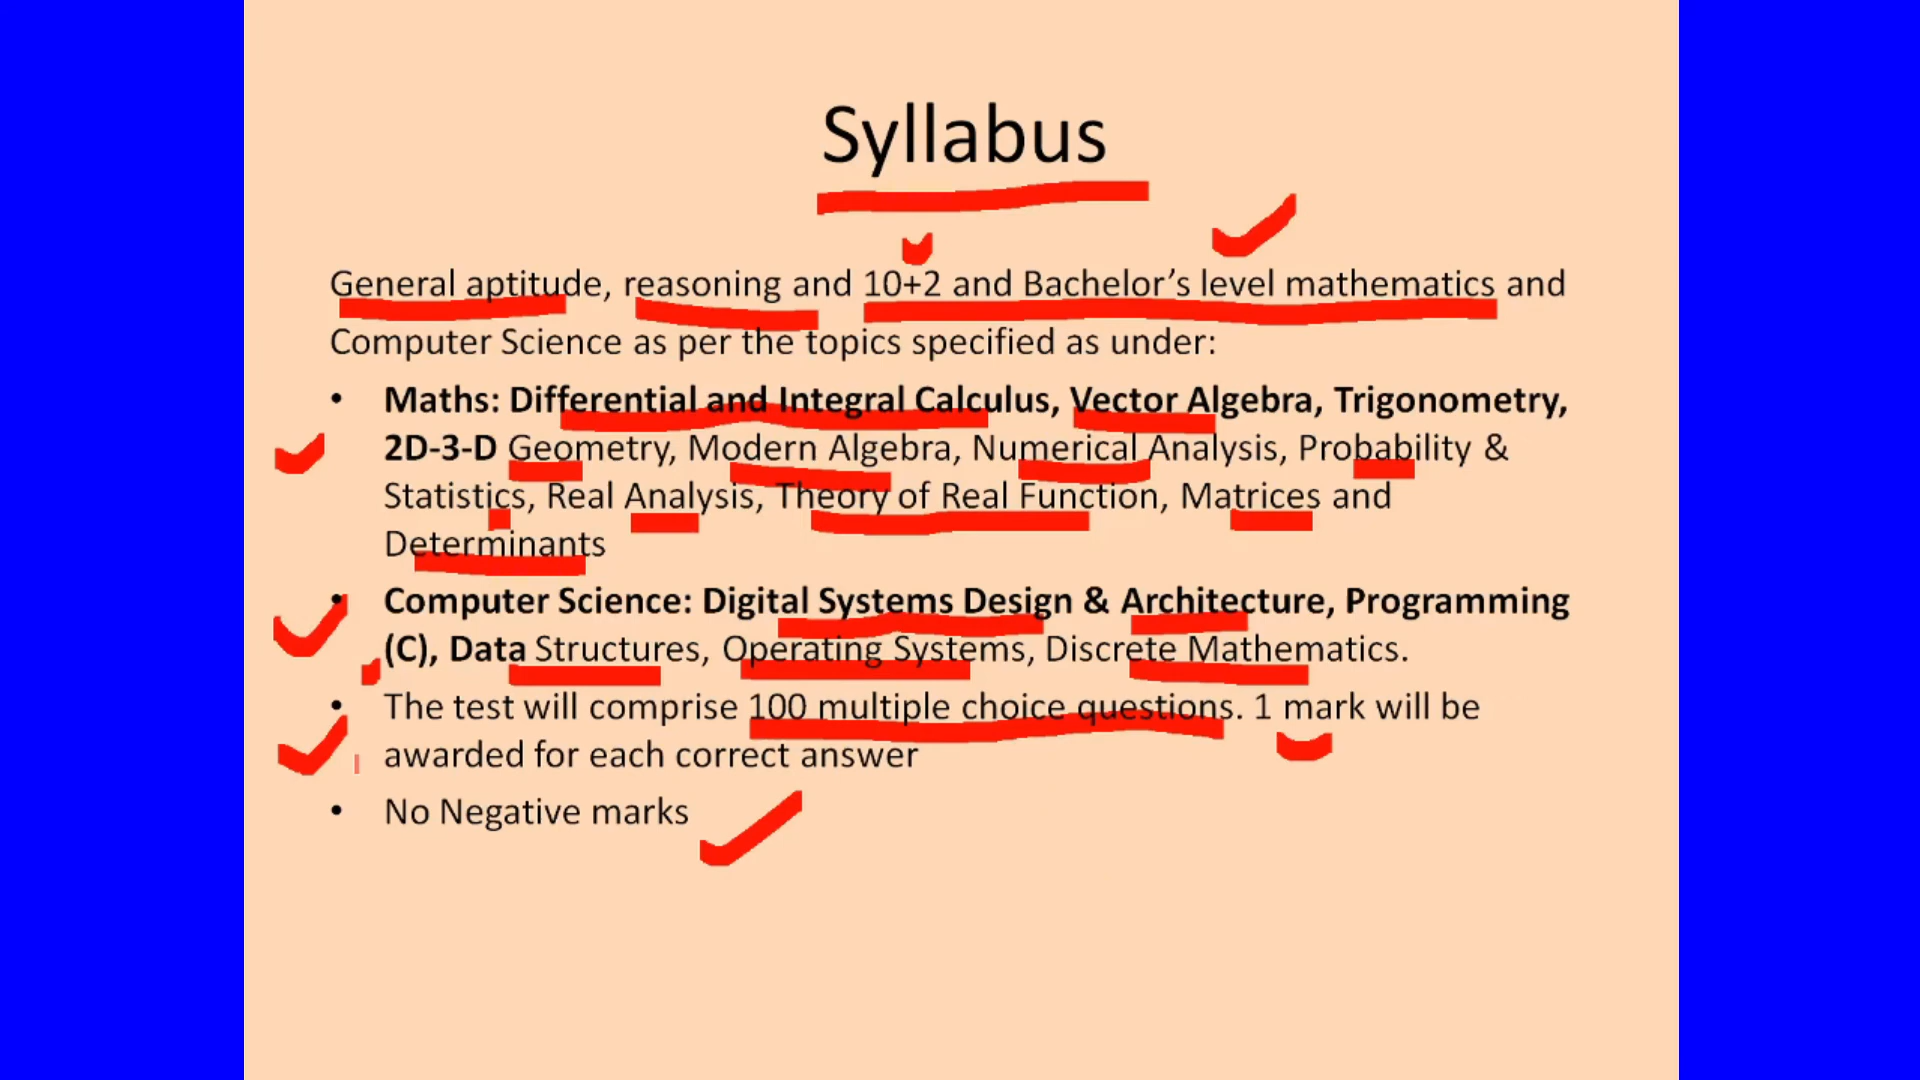 Syllabus
General aptitude, reasoning and 10+2 and Bachelor’s level mathematics and
Computer Science as per the topics specified as under:
• Maths: Differential and Integral Calculus, Vector Algebra, Trigonometry,
2D-3-D Geometry, Modern Algebra, Numerical Analysis, Probability &
Statistics, Real Analysis, Theory of Real Function, Matrices and
Determinants
• Computer Science: Digital Systems Design & Architecture, Programming
(C), Data Structures, Operating Systems, Discrete Mathematics.
• The test will comprise 100 multiple choice questions. 1 mark will be
awarded for each correct answer
• No Negative marks